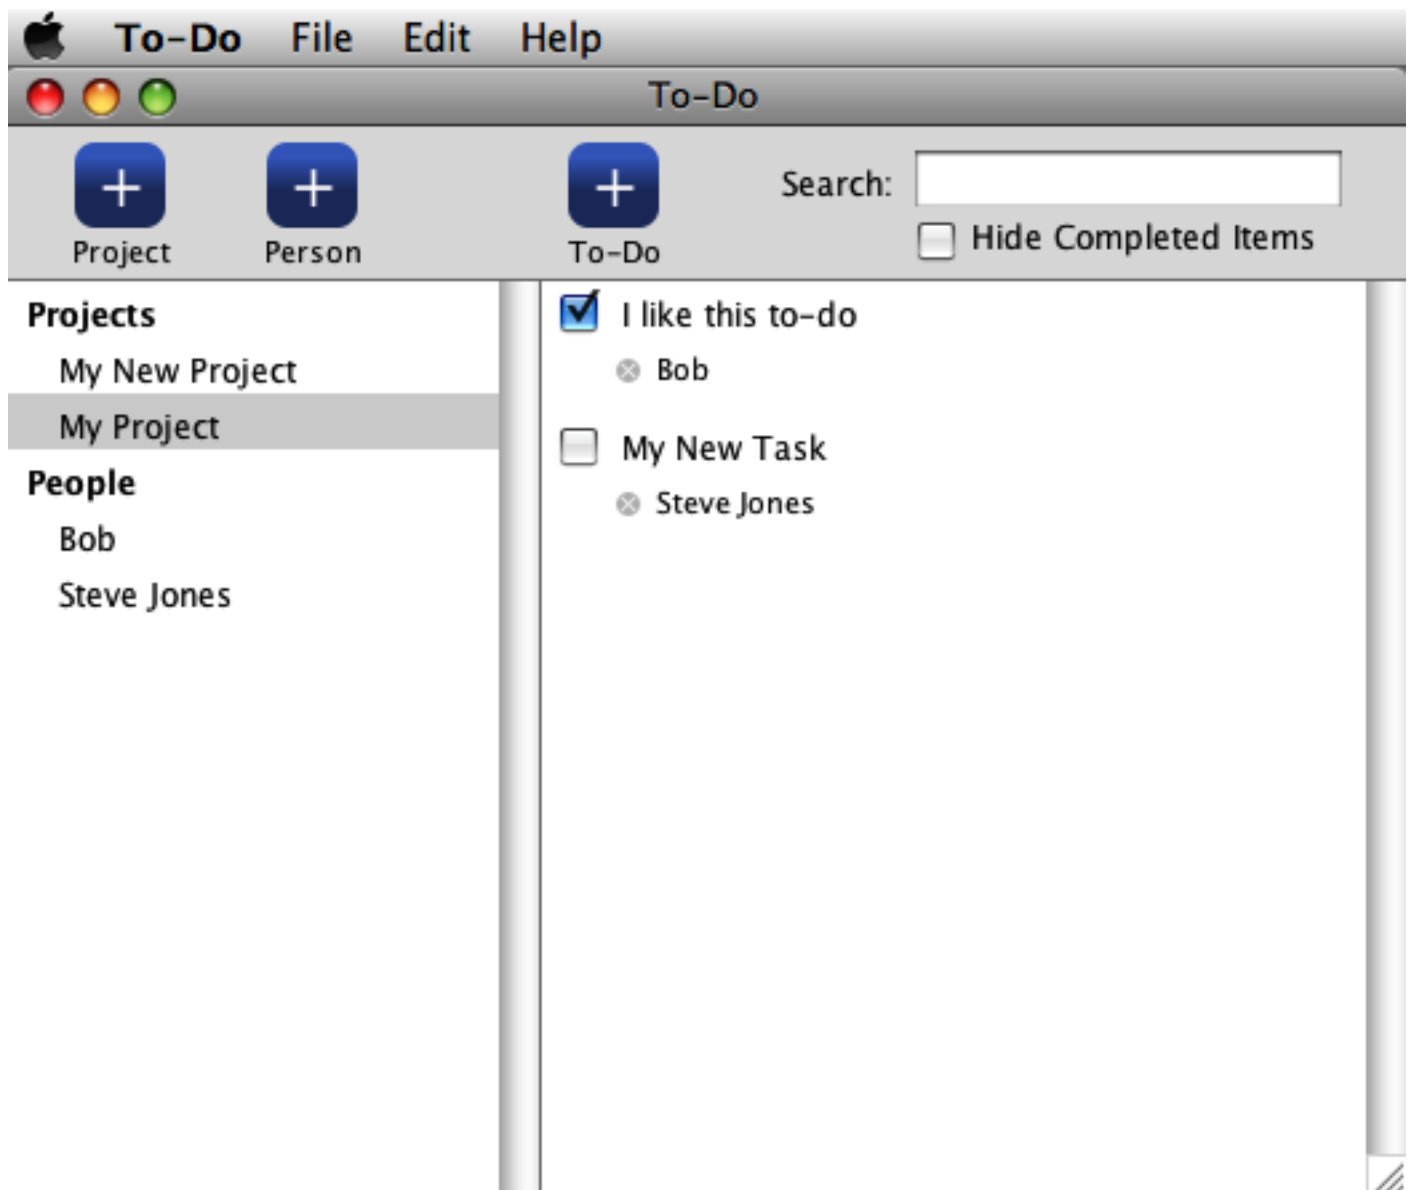 To-Do File Edit Help
To-Do
Project Person To-Do
Search:
Hide Completed Items
Projects
My New Project
My Project
People
Bob
Steve Jones
I like this to-do
Bob
My New Task
Steve Jones